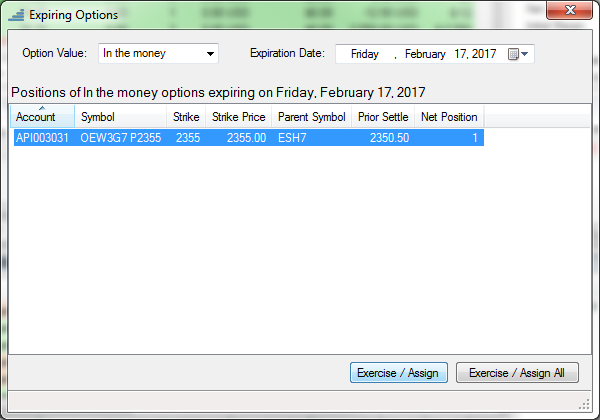 Expiring Options
Option Value: In the money Expiration Date: Friday , February 17, 2017
Positions of In the money options expiring on Friday, February 17, 2017
Account Symbol Strike Strike Price Parent Symbol Prior Settle Net Position
API003031 OEW3G7 P2355 2355 2355.00 ESH7 2350.50 1
Exercise / Assign Exercise / Assign All